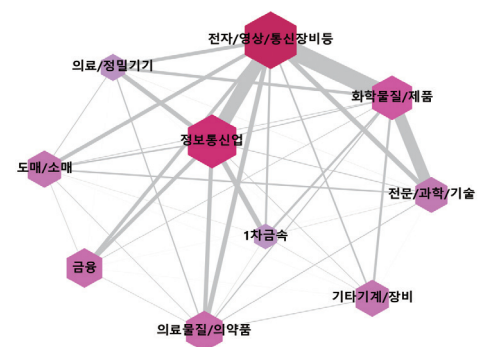 전자/영상/통신장비등
의료/정밀기기
화학물질/제품
정보통신업
도매/소매
전문/과학/기술
1차금속
금융
기타기계/장비
의료물질/의약품